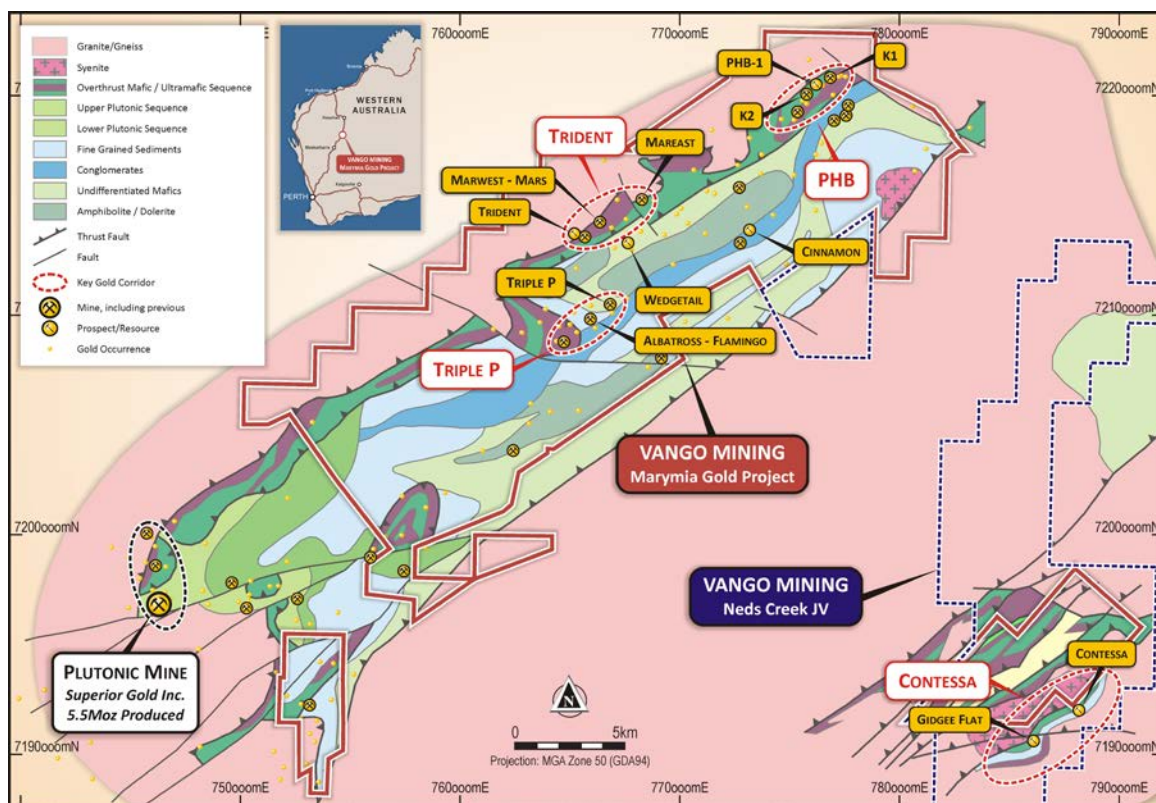 760000mE
770000mE
780000mE
790000mE
Granite/Gneiss
Syenite
Overthrust Mafic / Ultramafic Sequence
Upper Plutonic Sequence
Lower Plutonic Sequence
Fine Grained Sediments
Conglomerates
Undifferentiated Mafics
Amphibolite / Dolerite
Thrust Fault
Fault
Key Gold Corridor
Mine, including previous
Prospect/Resource
Gold Occurrence
WESTERN
AUSTRALIA
VANGO MINING
MARYMIA GOLD PROJECT
Kalgoorlie
PERTH
PHB-1
K1
K2
7220000mN
TRIDENT
MAREAST
MARWEST - MARS
TRIDENT
PHB
CINNAMON
WEDGETAIL
TRIPLE P
ALBATROSS - FLAMINGO
TRIPLE P
7210000mN
VANGO MINING
Marymia Gold Project
7200000mN
7200000mN
VANGO MINING
Neds Creek JV
PLUTONIC MINE
Superior Gold Inc.
5.5Moz Produced
CONTESSA
CONTESSA
GIDGEE FLAT
N
0 5km
Projection: MGA Zone 50 (GDA94)
7190000mN
7190000mN
750000mE
760000mE
770000mE
780000mE
790000mE